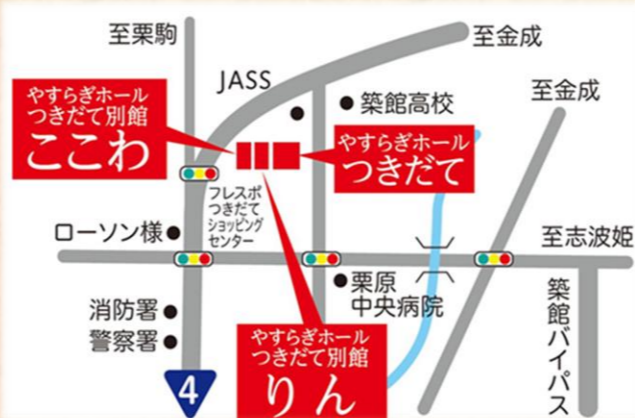 至栗駒
至金成
JASS
築館高校
至金成
やすらぎホール
つきだて別館
ここわ
やすらぎホール
つきだて
フレスポ
つきだて
ショッピング
センター
ローソン様
至志波姫
栗原
中央病院
築館バイパス
消防署
警察署
やすらぎホール
つきだて別館
りん
4